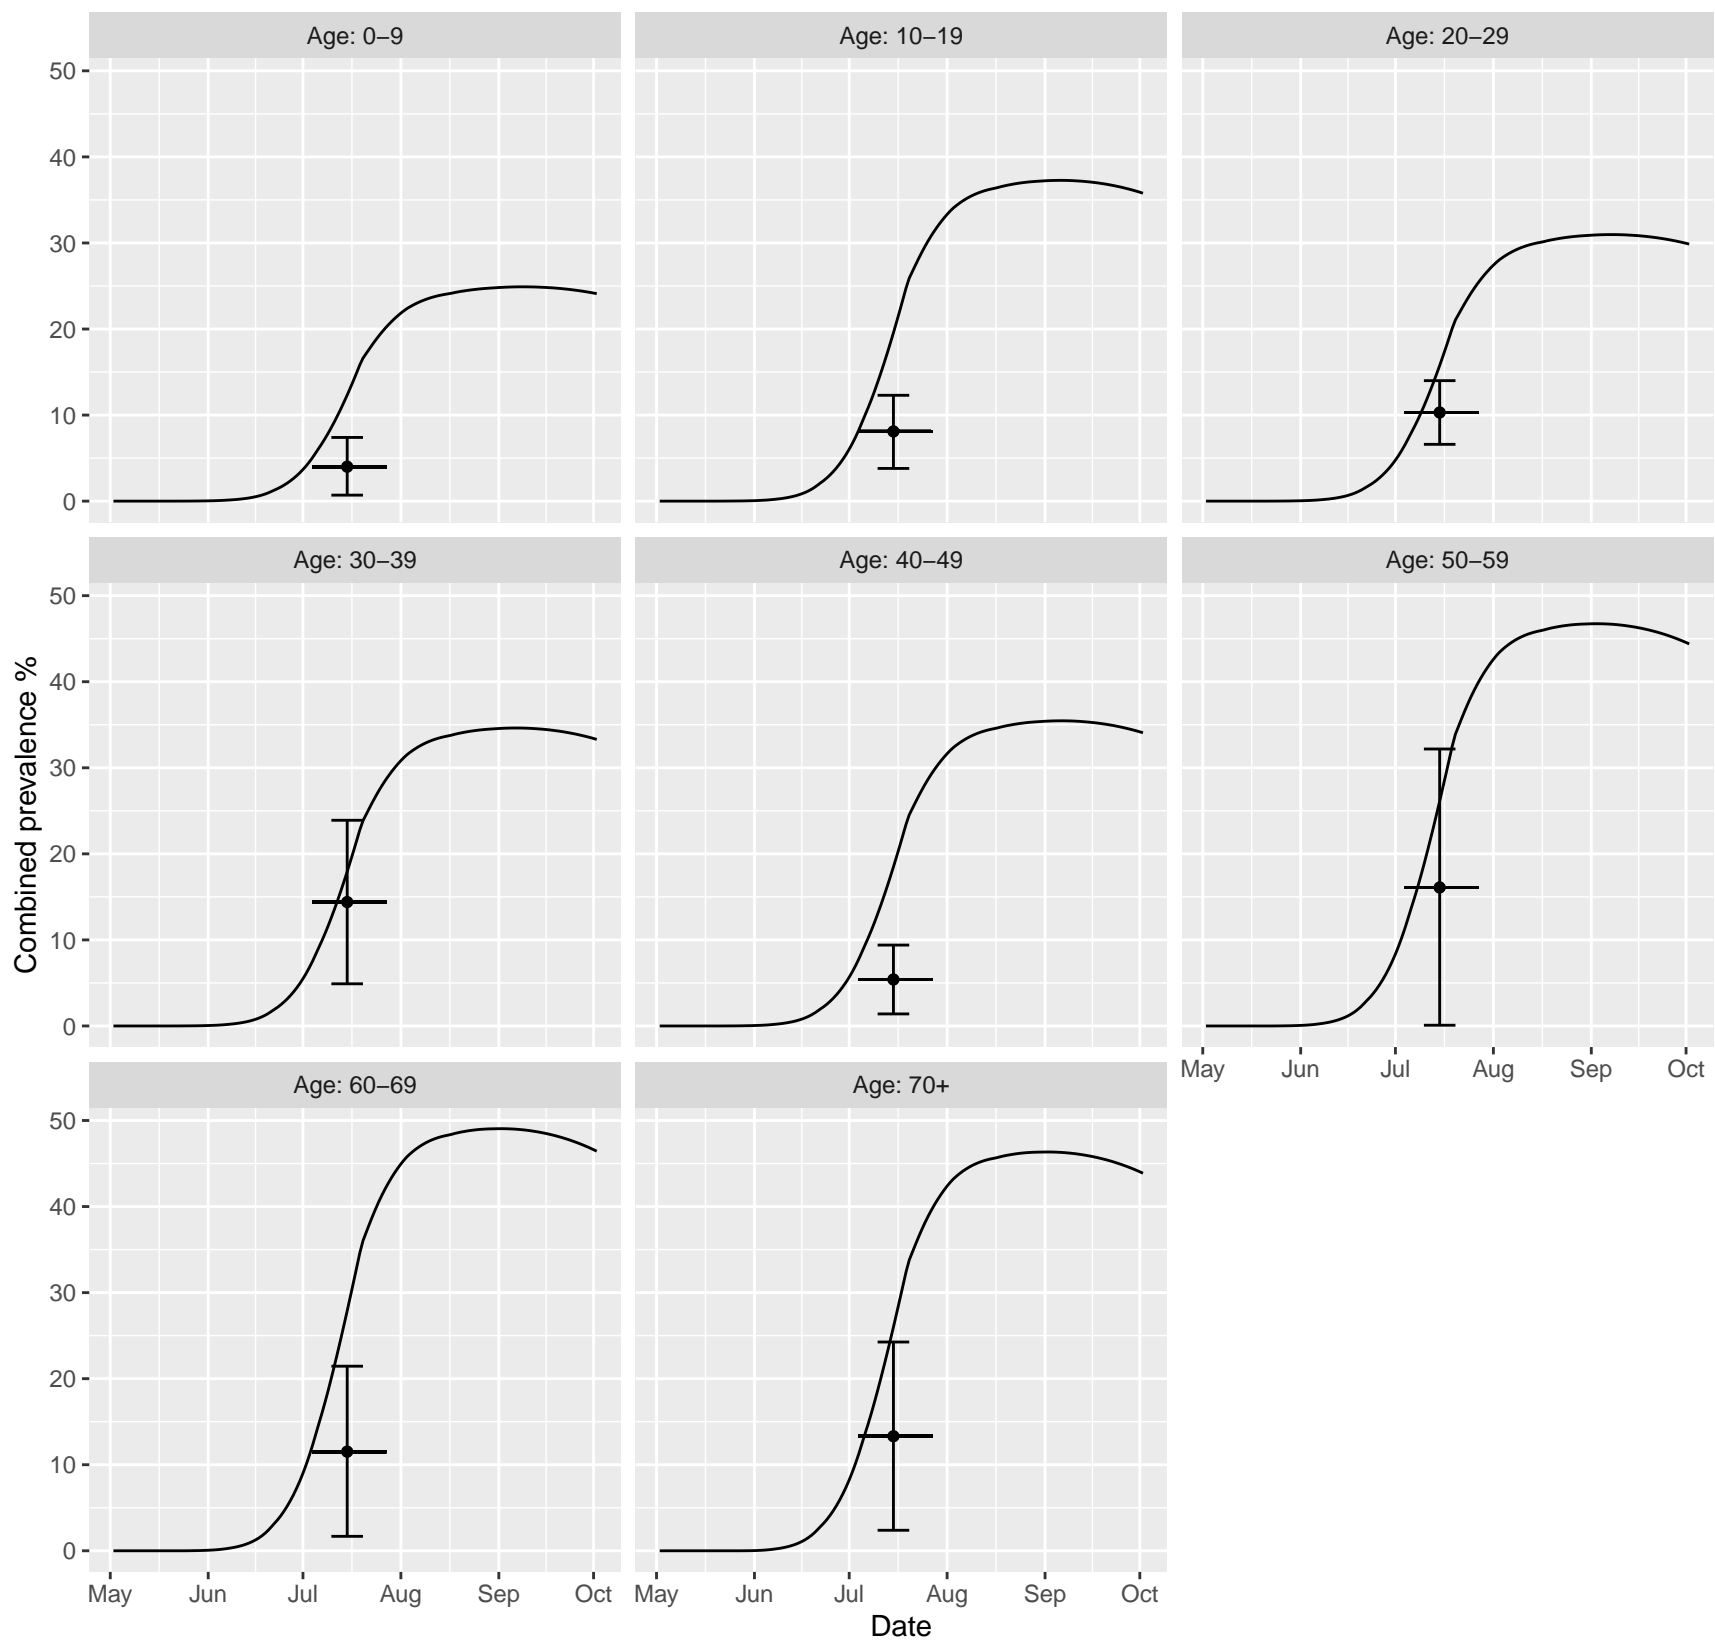 Age: 0–9
Age: 10–19
Age: 20–29
50
40
30
20
10
0
Age: 30–39
Age: 40–49
Age: 50–59
50
40
30
20
10
0
May Jun Jul Aug Sep Oct
Age: 60–69
Age: 70+
50
40
30
20
10
0
May Jun Jul Aug Sep Oct
May Jun Jul Aug Sep Oct
Date
Combined prevalence %